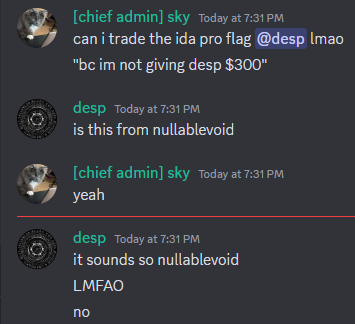 [chief admin] sky Today at 7:31 PM
can i trade the ida pro flag @desp lmao
"bc im not giving desp $300"
desp Today at 7:31 PM
is this from nullablevoid
[chief admin] sky Today at 7:31 PM
yeah
desp Today at 7:31 PM
it sounds so nullablevoid
LMFAO
no